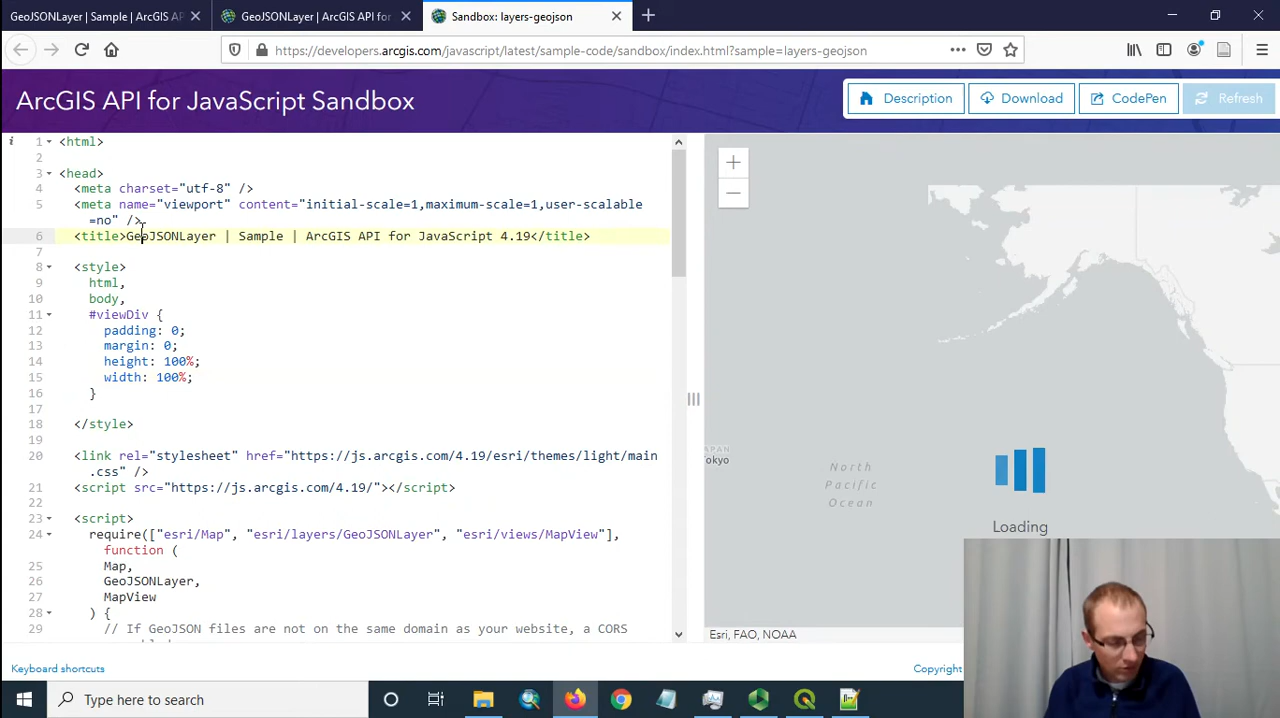 GeoJSONLayer | Sample | ArcGIS AP
GeoJSONLayer | ArcGIS API for
Sandbox: layers-geojson
https://developers.arcgis.com/javascript/latest/sample-code/sandbox/index.html?sample=layers-geojson
ArcGIS API for JavaScript Sandbox
Description
Download
CodePen
Refresh
1 <html>
2
3 <head>
4 <meta charset="utf-8" />
5 <meta name="viewport" content="initial-scale=1,maximum-scale=1,user-scalable
=no" />
6 <title>GeoJSONLayer | Sample | ArcGIS API for JavaScript 4.19</title>
7
8 <style>
9 html,
10 body,
11 #viewDiv {
12 padding: 0;
13 margin: 0;
14 height: 100%;
15 width: 100%;
16 }
17
18 </style>
19
20 <link rel="stylesheet" href="https://js.arcgis.com/4.19/esri/themes/light/main
.css" />
21 <script src="https://js.arcgis.com/4.19/"></script>
22
23 <script>
24 require(["esri/Map", "esri/layers/GeoJSONLayer", "esri/views/MapView"],
function (
25 Map,
26 GeoJSONLayer,
27 MapView
28 ) {
29 // If GeoJSON files are not on the same domain as your website, a CORS
JAPAN
Tokyo
North
Pacific
Ocean
Loading
Esri, FAO, NOAA
Keyboard shortcuts
Copyright
Type here to search